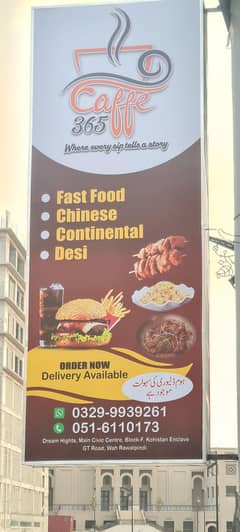 Caffe
365
Where every sip tells a story
Fast Food
Chinese
Continental
Desi
ORDER NOW
Delivery Available
ہوم ڈلیوری کی سہولت
موجود ہے
0329-9939261
051-6110173
Dream Hights, Main Civic Centre, Block-F, Kohistan Enclave
GT Road, Wah Rawalpindi.